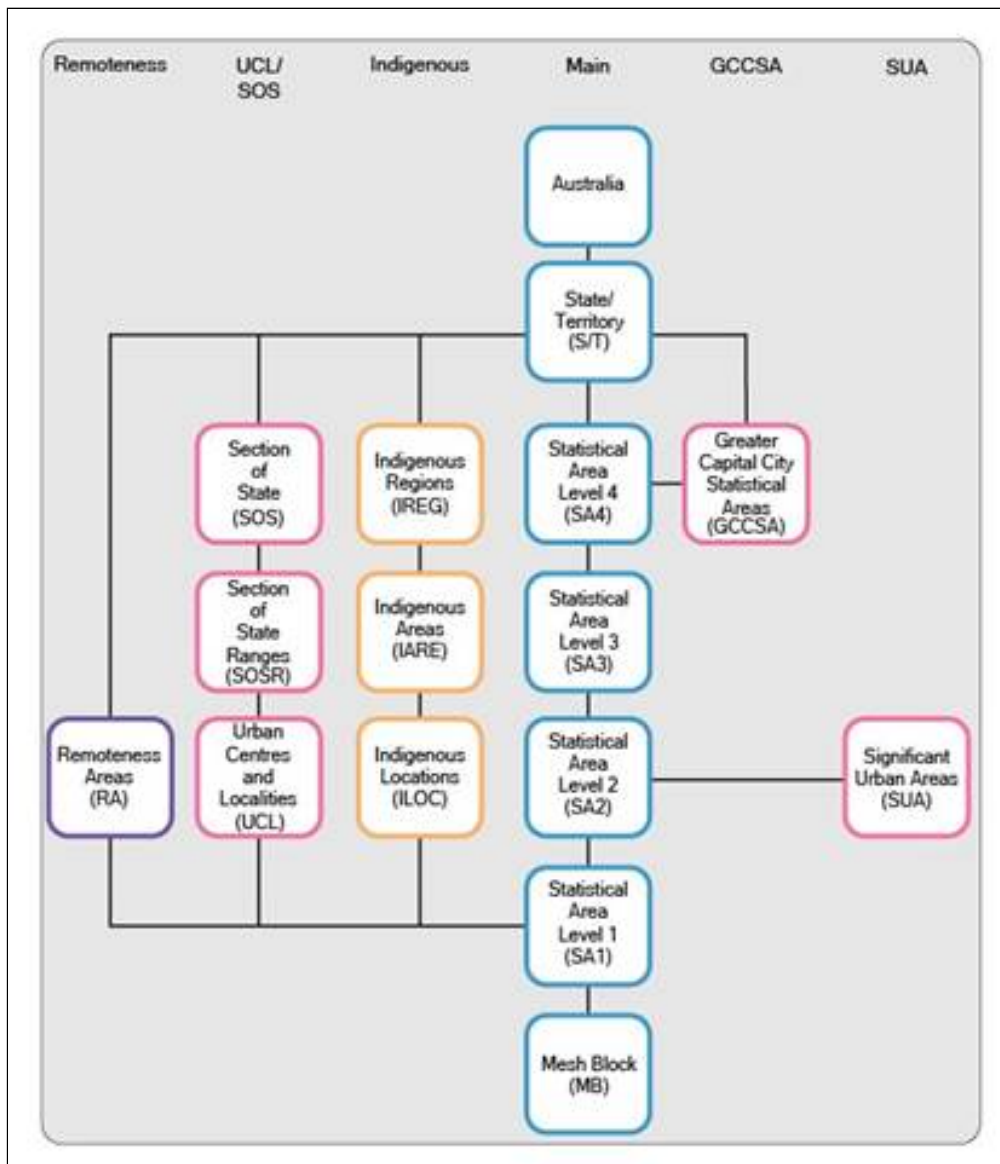 Remoteness
UCL/
SOS
Indigenous
Main
GCCSA
SUA
Australia
State/
Territory
(S/T)
Section
of
State
(SOS)
Indigenous
Regions
(IREG)
Statistical
Area
Level 4
(SA4)
Greater
Capital City
Statistical
Areas
(GCCSA)
Section
of
State
Ranges
(SOSR)
Indigenous
Areas
(IARE)
Statistical
Area
Level 3
(SA3)
Remoteness
Areas
(RA)
Urban
Centres
and
Localities
(UCL)
Indigenous
Locations
(ILOC)
Statistical
Area
Level 2
(SA2)
Significant
Urban Areas
(SUA)
Statistical
Area
Level 1
(SA1)
Mesh Block
(MB)